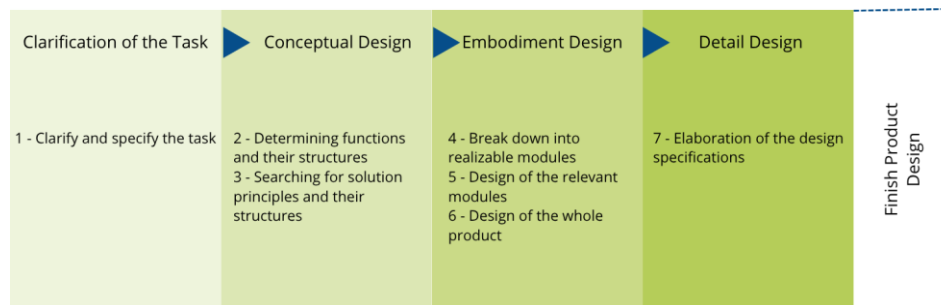 Clarification of the Task
Conceptual Design
Embodiment Design
Detail Design
1 - Clarify and specify the task
2 - Determining functions
and their structures
3 - Searching for solution
principles and their
structures
4 - Break down into
realizable modules
5 - Design of the relevant
modules
6 - Design of the whole
product
7 - Elaboration of the design
specifications
Finish Product
Design